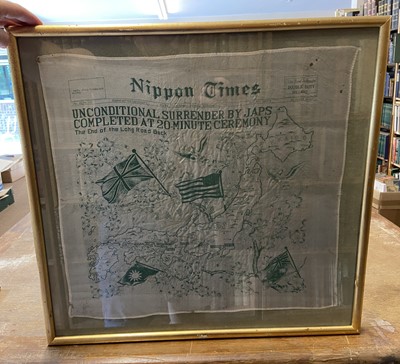 Nippon Times
UNCONDITIONAL SURRENDER BY JAPS
COMPLETED AT 20-MINUTE CEREMONY
The End of the Long Road Back